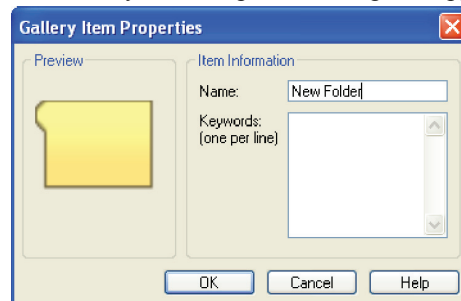 Gallery Item Properties
Preview
Item Information
Name: New Folder
Keywords:
(one per line)
OK Cancel Help